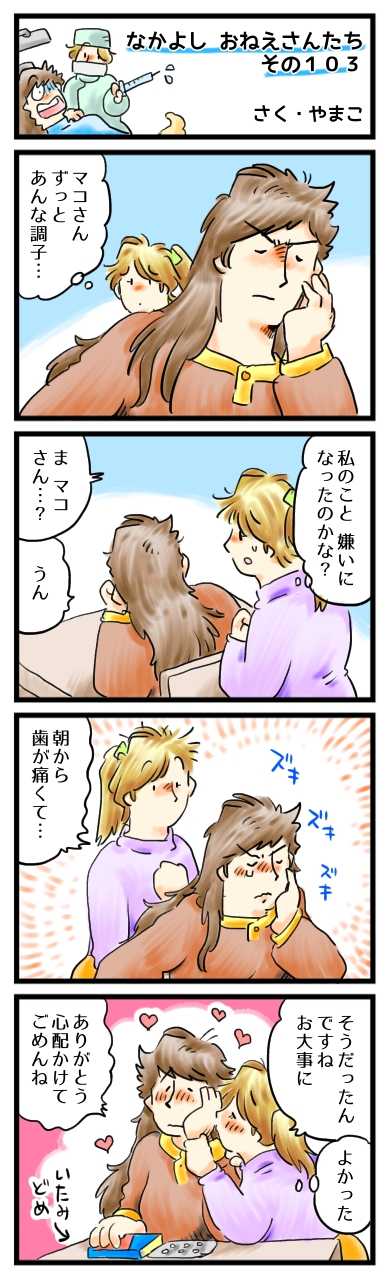 なかよし おねえさんたち
その103
さく・やまこ
マコさん
ずっと
あんな調子…
私のこと 嫌いに
なったのかな？
ま マコ
さん…？
うん
ズキ
ズキ
ズキ
朝から
歯が痛くて…
そうだったん
ですね
お大事に
よかった
ありがとう
心配かけて
ごめんね
いたみ
どめ→